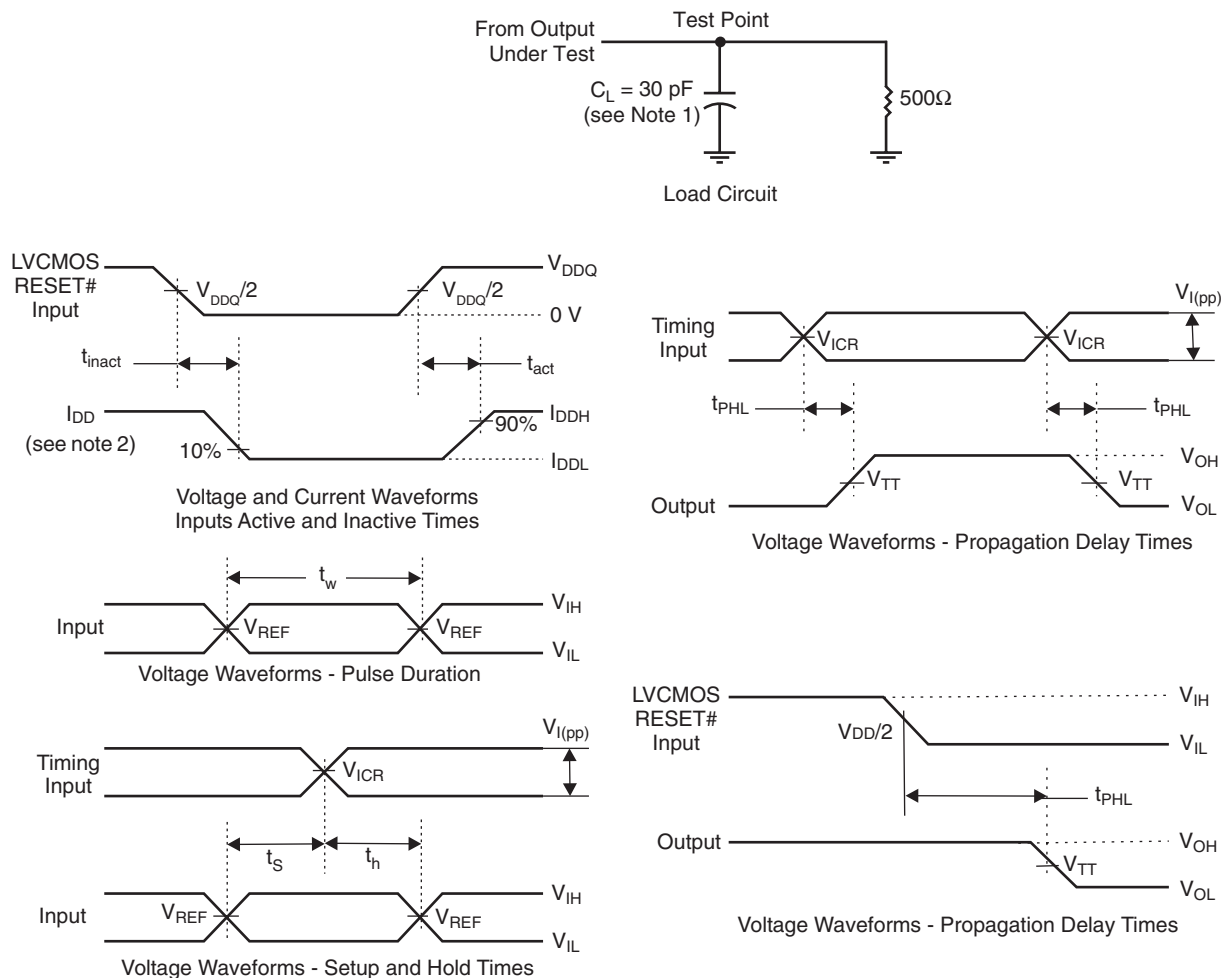 Test Point
From Output
Under Test
C_L = 30 pF
(see Note 1)
500Ω
Load Circuit
LVCMOS
RESET#
Input
V_DDQ/2
V_DDQ/2
V_DDQ
0 V
t_inact
t_act
I_DD
(see note 2)
10%
90%
I_DDH
I_DDL
Voltage and Current Waveforms
Inputs Active and Inactive Times
t_w
Input
V_REF
V_REF
V_IH
V_IL
Voltage Waveforms - Pulse Duration
Timing
Input
V_ICR
V_I(pp)
t_S
t_h
Input
V_REF
V_REF
V_IH
V_IL
Voltage Waveforms - Setup and Hold Times
Timing
Input
V_ICR
V_ICR
V_I(pp)
t_PHL
t_PHL
Output
V_TT
V_TT
V_OH
V_OL
Voltage Waveforms - Propagation Delay Times
LVCMOS
RESET#
Input
VDD/2
V_IH
V_IL
t_PHL
Output
V_TT
V_OH
V_OL
Voltage Waveforms - Propagation Delay Times